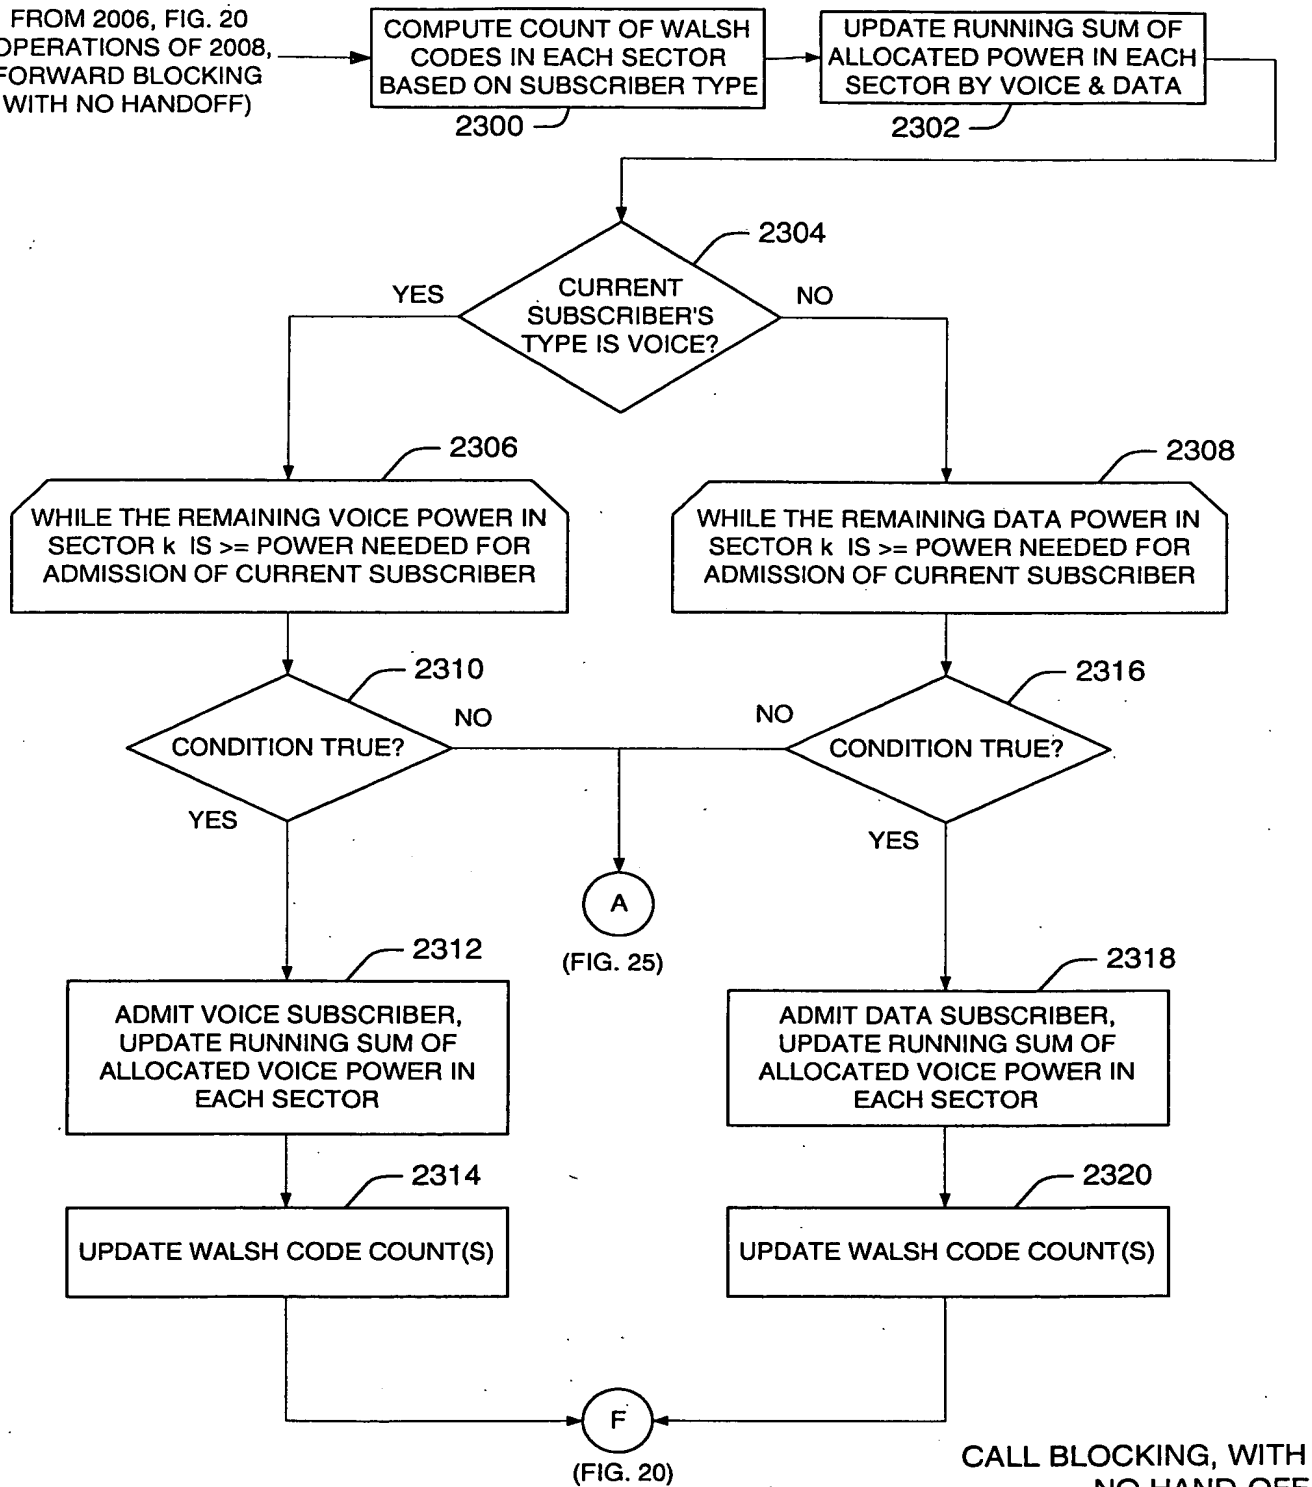 FROM 2006, FIG. 20
OPERATIONS OF 2008,
FORWARD BLOCKING
WITH NO HANDOFF)
COMPUTE COUNT OF WALSH
CODES IN EACH SECTOR
BASED ON SUBSCRIBER TYPE
2300
UPDATE RUNNING SUM OF
ALLOCATED POWER IN EACH
SECTOR BY VOICE & DATA
2302
2304
CURRENT
SUBSCRIBER'S
TYPE IS VOICE?
YES
NO
2306
WHILE THE REMAINING VOICE POWER IN
SECTOR k IS >= POWER NEEDED FOR
ADMISSION OF CURRENT SUBSCRIBER
2308
WHILE THE REMAINING DATA POWER IN
SECTOR k IS >= POWER NEEDED FOR
ADMISSION OF CURRENT SUBSCRIBER
2310
CONDITION TRUE?
NO
YES
2316
CONDITION TRUE?
NO
YES
A
(FIG. 25)
2312
ADMIT VOICE SUBSCRIBER,
UPDATE RUNNING SUM OF
ALLOCATED VOICE POWER IN
EACH SECTOR
2318
ADMIT DATA SUBSCRIBER,
UPDATE RUNNING SUM OF
ALLOCATED VOICE POWER IN
EACH SECTOR
2314
UPDATE WALSH CODE COUNT(S)
2320
UPDATE WALSH CODE COUNT(S)
F
(FIG. 20)
CALL BLOCKING, WITH
NO HAND-OFF